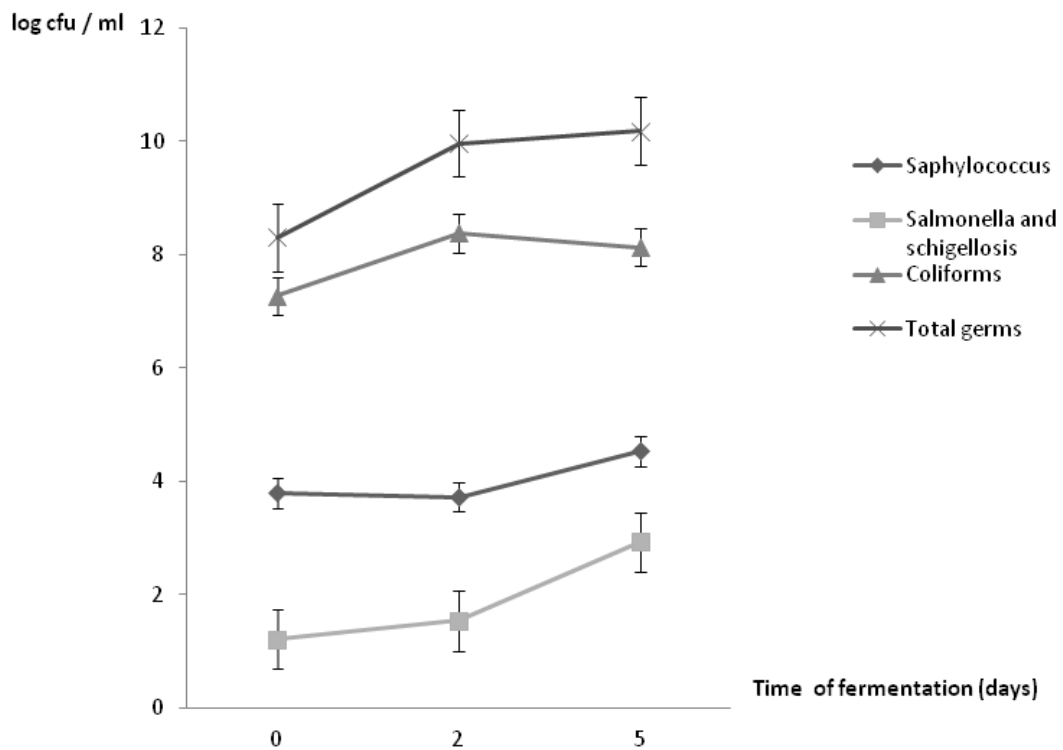 log cfu / ml
12
10
8
6
4
2
0
0
2
5
Time of fermentation (days)
Saphylococcus
Salmonella and
schigellosis
Coliforms
Total germs